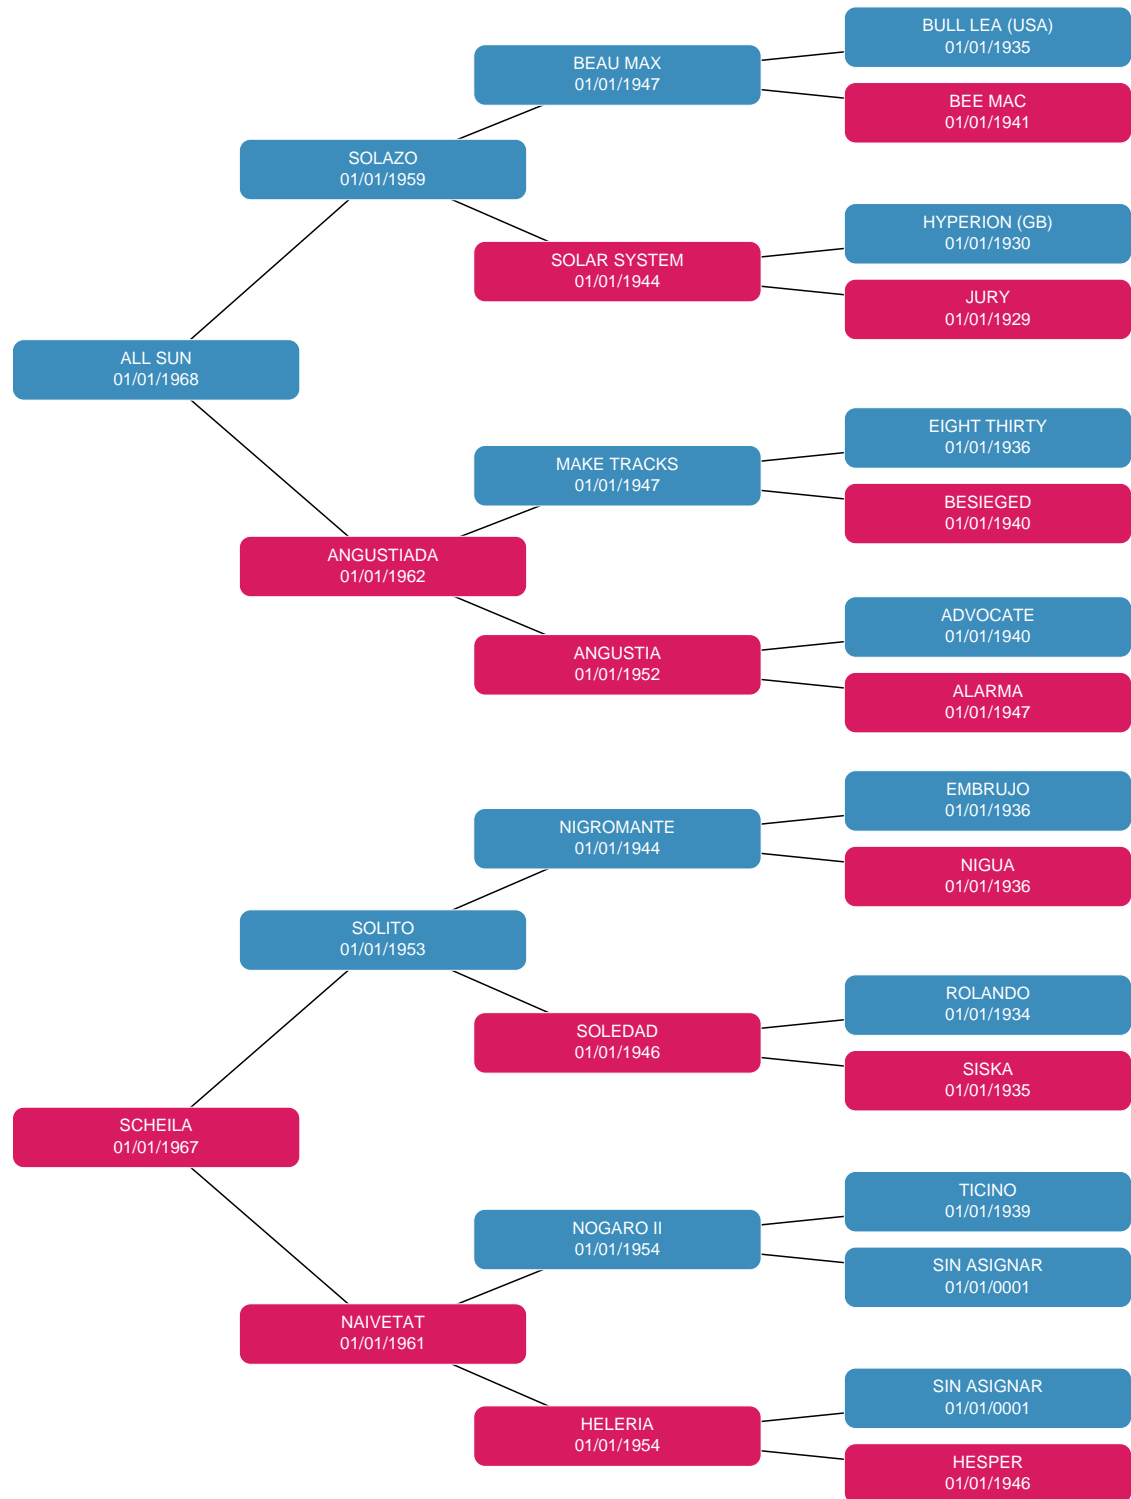 BULL LEA (USA)
01/01/1935
BEAU MAX
01/01/1947
BEE MAC
01/01/1941
SOLAZO
01/01/1959
HYPERION (GB)
01/01/1930
SOLAR SYSTEM
01/01/1944
JURY
01/01/1929
ALL SUN
01/01/1968
EIGHT THIRTY
01/01/1936
MAKE TRACKS
01/01/1947
BESIEGED
01/01/1940
ANGUSTIADA
01/01/1962
ADVOCATE
01/01/1940
ANGUSTIA
01/01/1952
ALARMA
01/01/1947
EMBRUJO
01/01/1936
NIGROMANTE
01/01/1944
NIGUA
01/01/1936
SOLITO
01/01/1953
ROLANDO
01/01/1934
SOLEDAD
01/01/1946
SISKA
01/01/1935
SCHEILA
01/01/1967
TICINO
01/01/1939
NOGARO II
01/01/1954
SIN ASIGNAR
01/01/0001
NAIVETAT
01/01/1961
SIN ASIGNAR
01/01/0001
HELERIA
01/01/1954
HESPER
01/01/1946